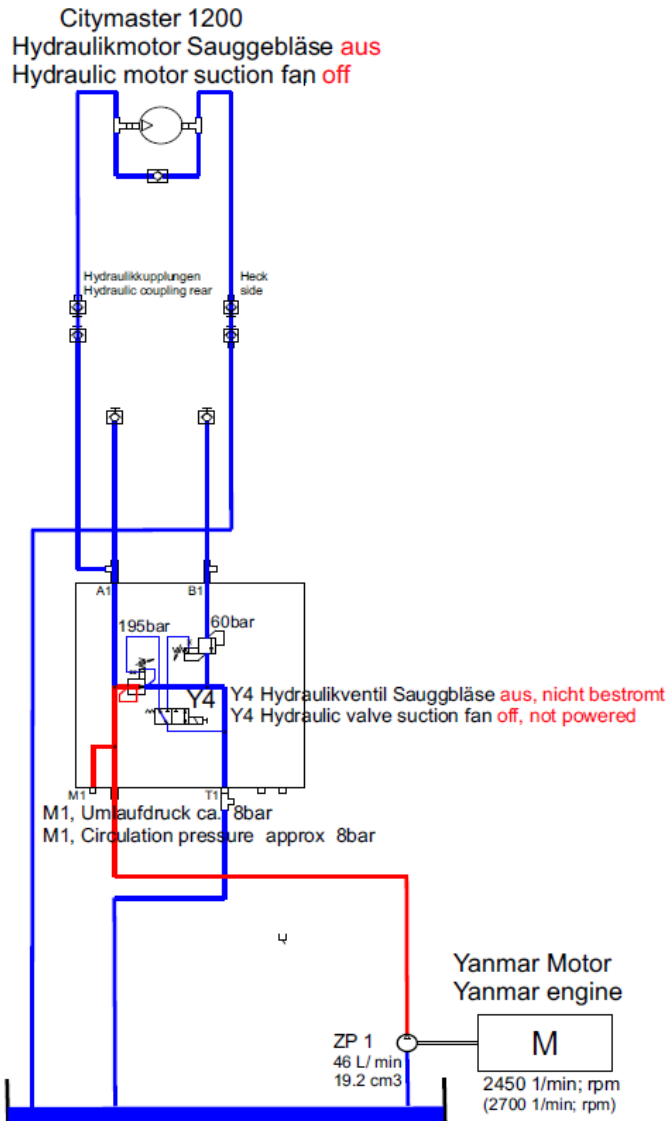 Citymaster 1200
Hydraulikmotor Sauggebläse aus
Hydraulic motor suction fan off
Hydraulikkupplungen Heck
Hydraulic coupling rear side
A1 B1
195bar 60bar
Y4
Y4 Hydraulikventil Sauggbläse aus, nicht bestromt
Y4 Hydraulic valve suction fan off, not powered
M1 T1
M1, Umlaufdruck ca. 8bar
M1, Circulation pressure approx 8bar
Yanmar Motor
Yanmar engine
ZP 1
46 L/ min
19.2 cm3
M
2450 1/min; rpm
(2700 1/min; rpm)